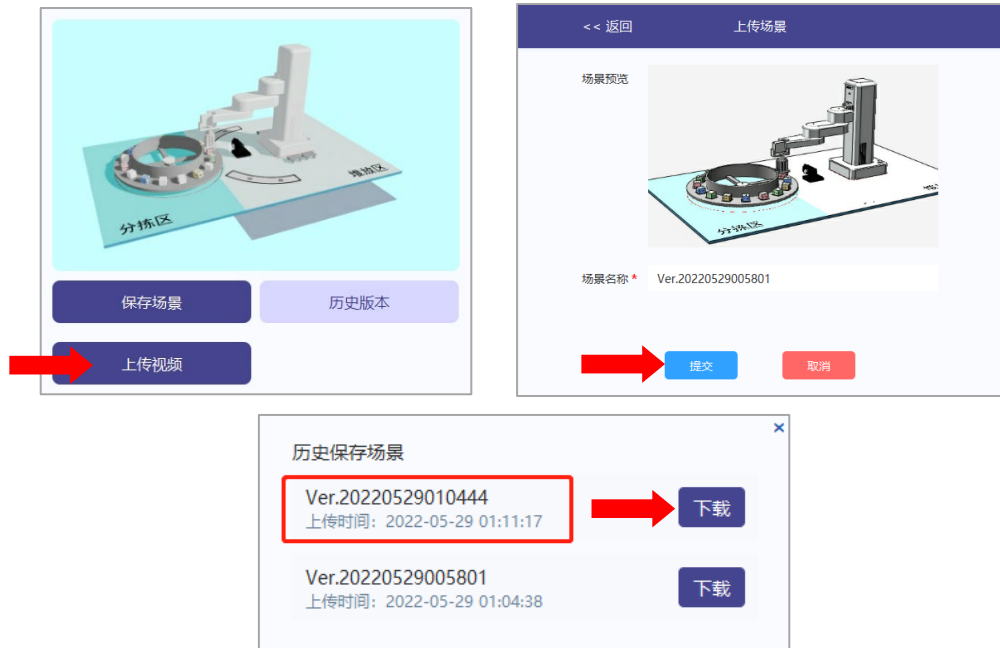 分拣区
堆放区
保存场景
历史版本
上传视频
<< 返回
上传场景
场景预览
分拣区
场景名称 *
Ver.20220529005801
提交
取消
×
历史保存场景
Ver.20220529010444
上传时间：2022-05-29 01:11:17
下载
Ver.20220529005801
上传时间：2022-05-29 01:04:38
下载